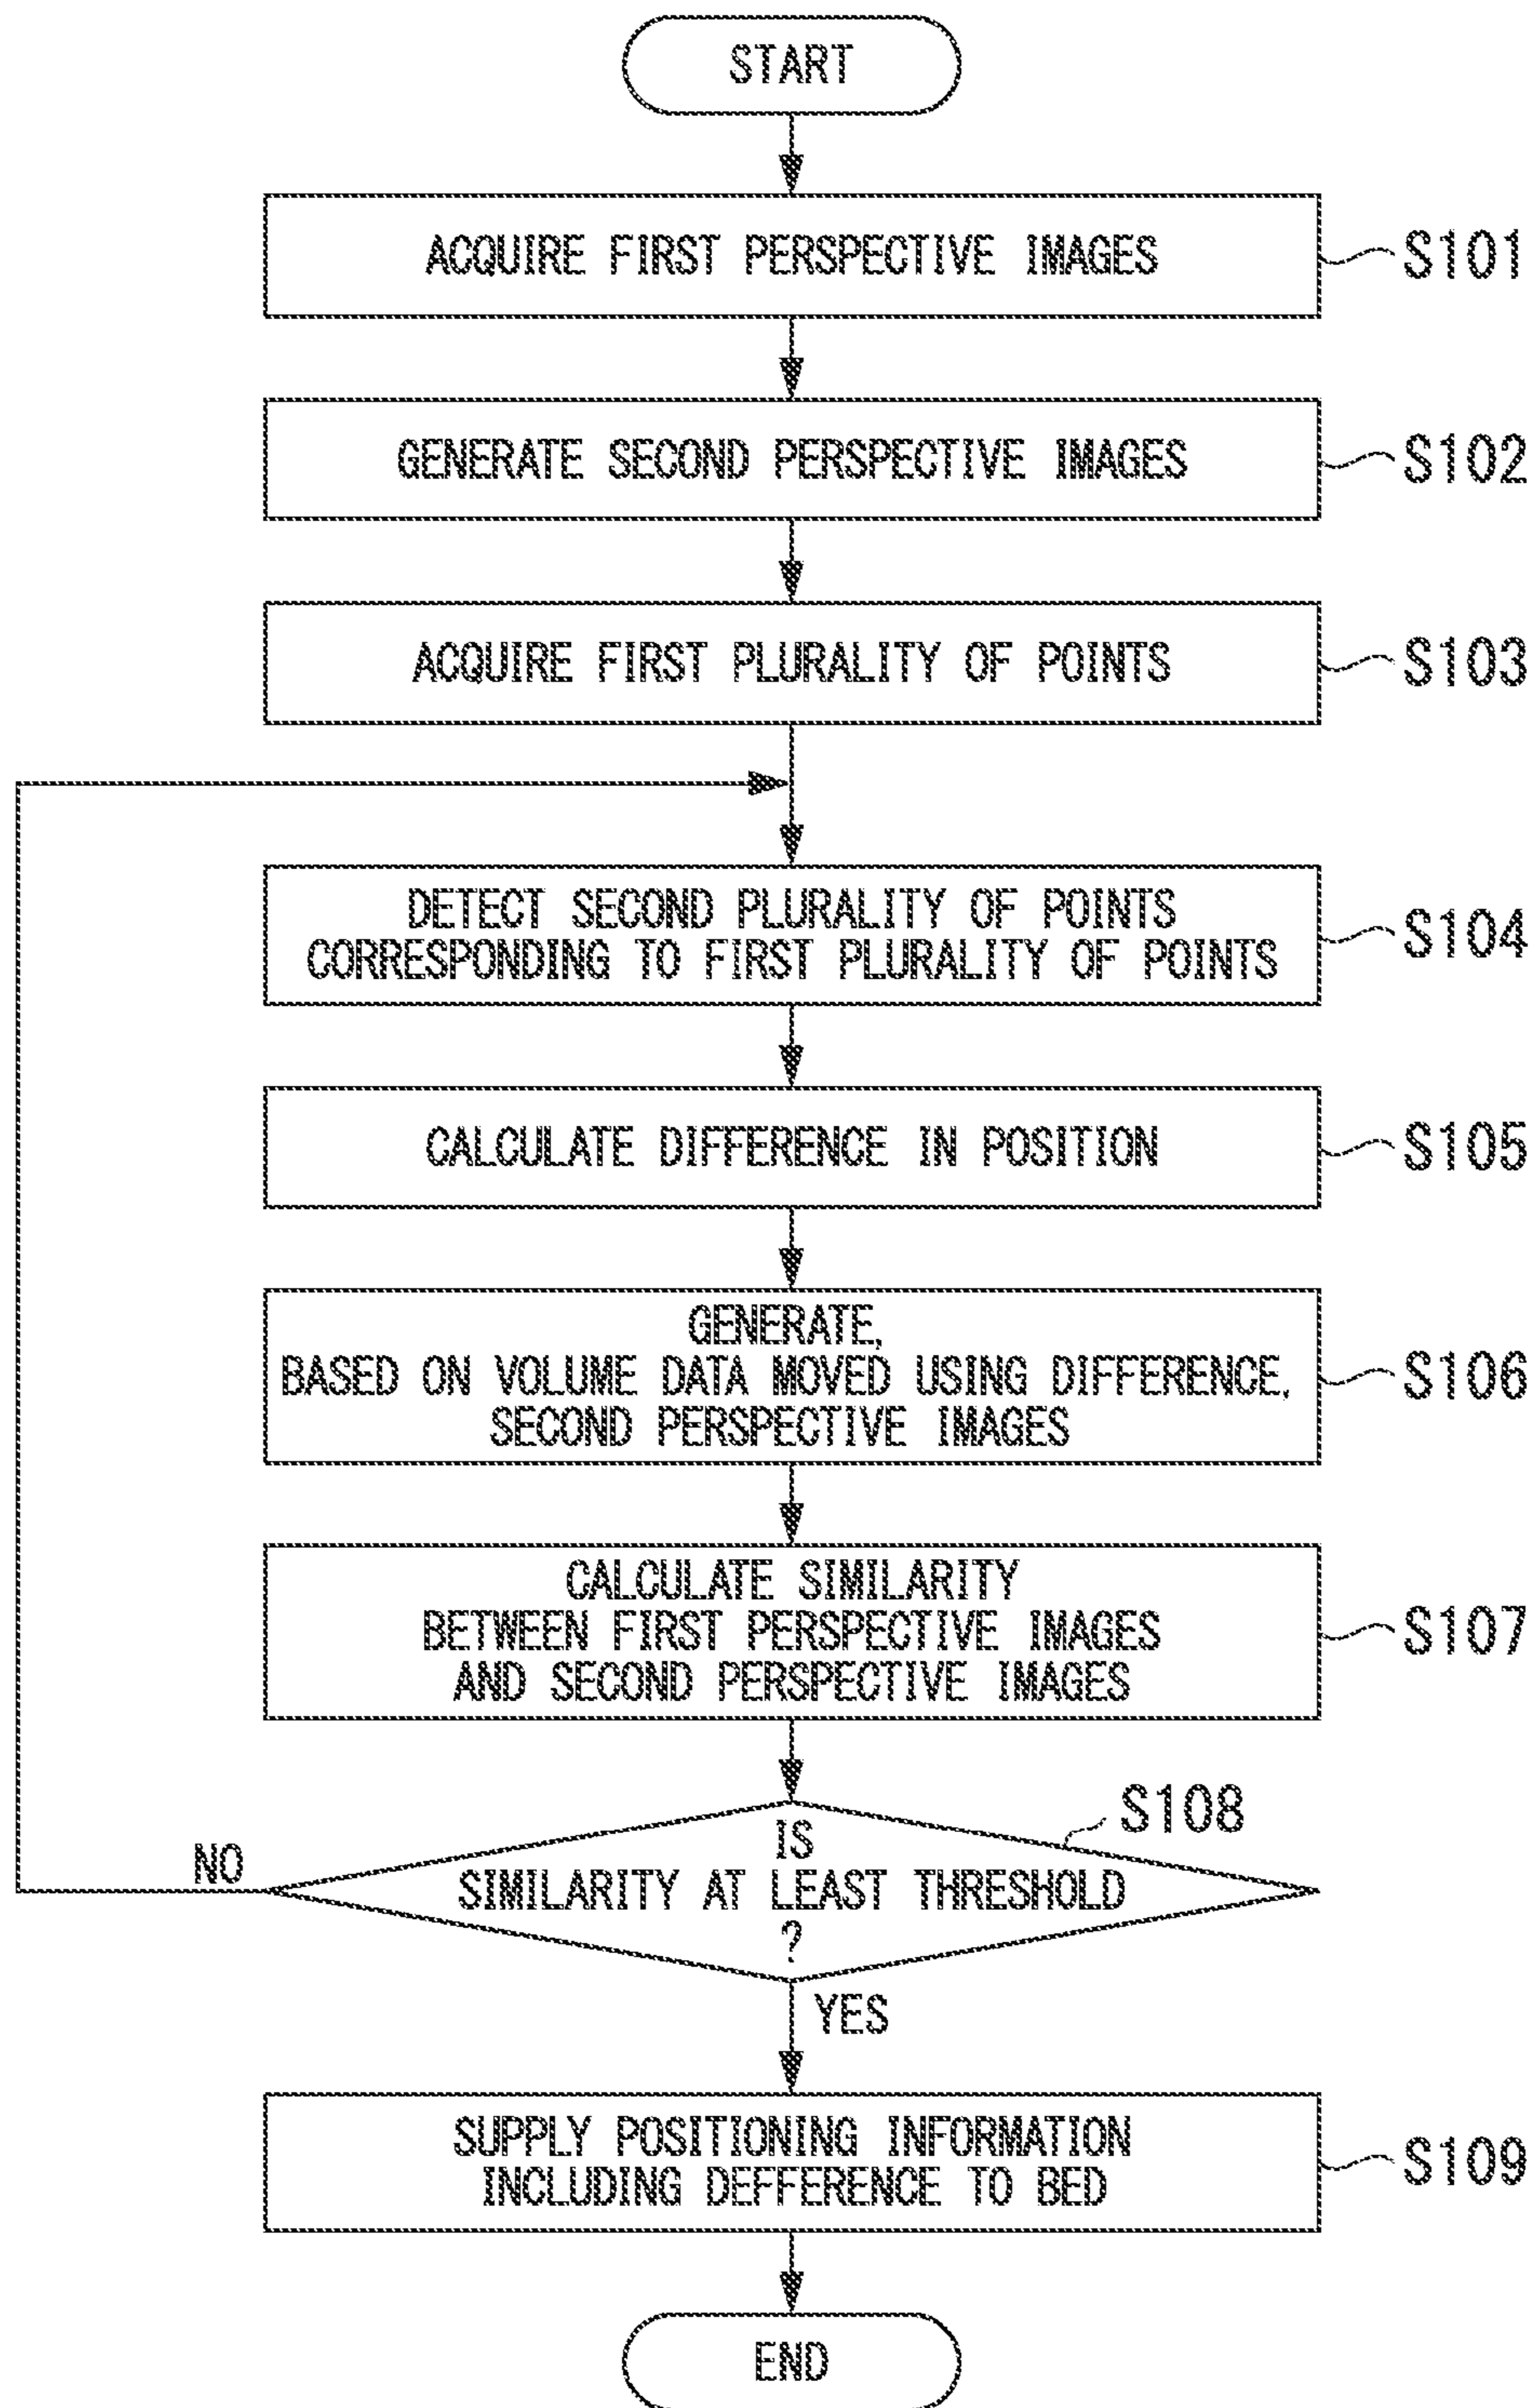 START
ACQUIRE FIRST PERSPECTIVE IMAGES
S101
GENERATE SECOND PERSPECTIVE IMAGES
S102
ACQUIRE FIRST PLURALITY OF POINTS
S103
DETECT SECOND PLURALITY OF POINTS
CORRESPONDING TO FIRST PLURALITY OF POINTS
S104
CALCULATE DIFFERENCE IN POSITION
S105
GENERATE,
BASED ON VOLUME DATA MOVED USING DIFFERENCE,
SECOND PERSPECTIVE IMAGES
S106
CALCULATE SIMILARITY
BETWEEN FIRST PERSPECTIVE IMAGES
AND SECOND PERSPECTIVE IMAGES
S107
S108
IS
SIMILARITY AT LEAST THRESHOLD
?
NO
YES
SUPPLY POSITIONING INFORMATION
INCLUDING DEFFERENCE TO BED
S109
END